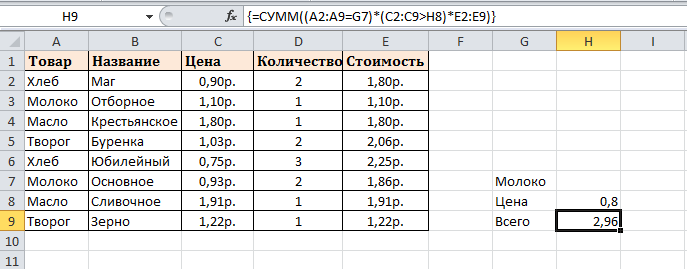 H9 fx {=СУММ((A2:A9=G7)*(C2:C9>H8)*E2:E9)}
A B C D E F G H I
1 Товар Название Цена Количество Стоимость
2 Хлеб Маг 0,90р. 2 1,80р.
3 Молоко Отборное 1,10р. 1 1,10р.
4 Масло Крестьянское 1,80р. 1 1,80р.
5 Творог Буренка 1,03р. 2 2,06р.
6 Хлеб Юбилейный 0,75р. 3 2,25р.
7 Молоко Основное 0,93р. 2 1,86р. Молоко
8 Масло Сливочное 1,91р. 1 1,91р. Цена 0,8
9 Творог Зерно 1,22р. 1 1,22р. Всего 2,96
10
11